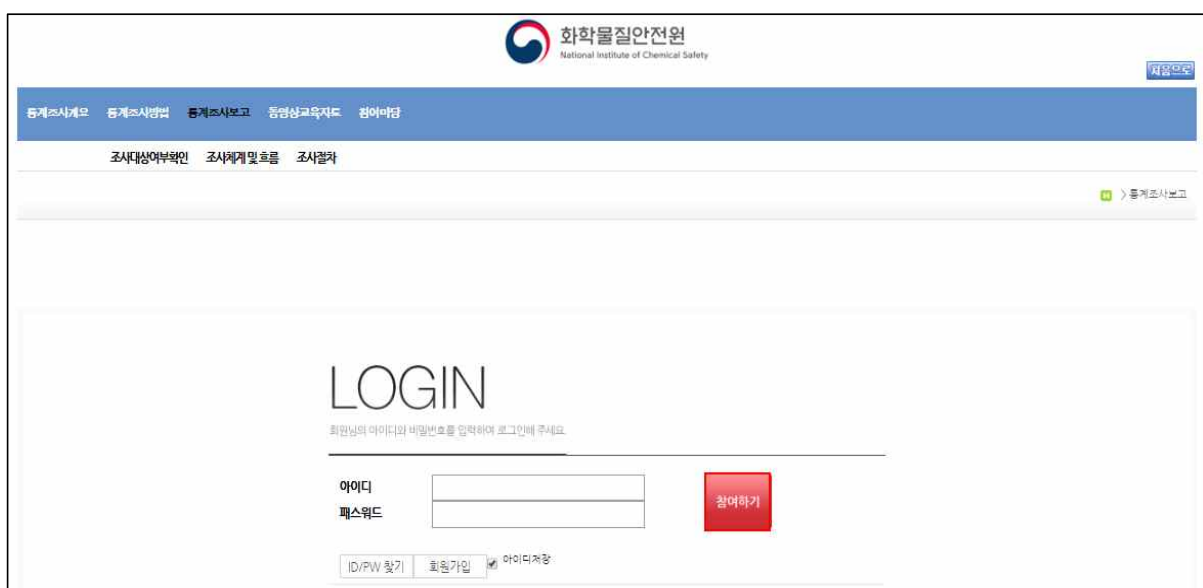 화학물질안전원
National Institute of Chemical Safety
처음으로
통계조사개요 통계조사방법 통계조사보고 동영상교육자료 참여마당
조사대상여부확인 조사체계 및 흐름 조사절차
> 통계조사보고
LOGIN
회원님의 아이디와 비밀번호를 입력하여 로그인해 주세요.
아이디
참여하기
패스워드
ID/PW 찾기 회원가입 아이디저장